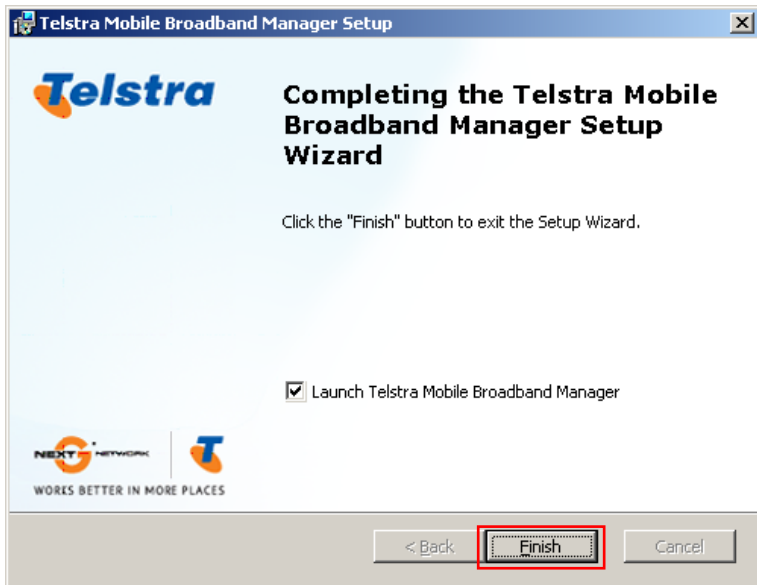 Telstra Mobile Broadband Manager Setup
Telstra
Completing the Telstra Mobile
Broadband Manager Setup
Wizard
Click the "Finish" button to exit the Setup Wizard.
Launch Telstra Mobile Broadband Manager
NEXT G NETWORK
T
WORKS BETTER IN MORE PLACES
< Back
Finish
Cancel